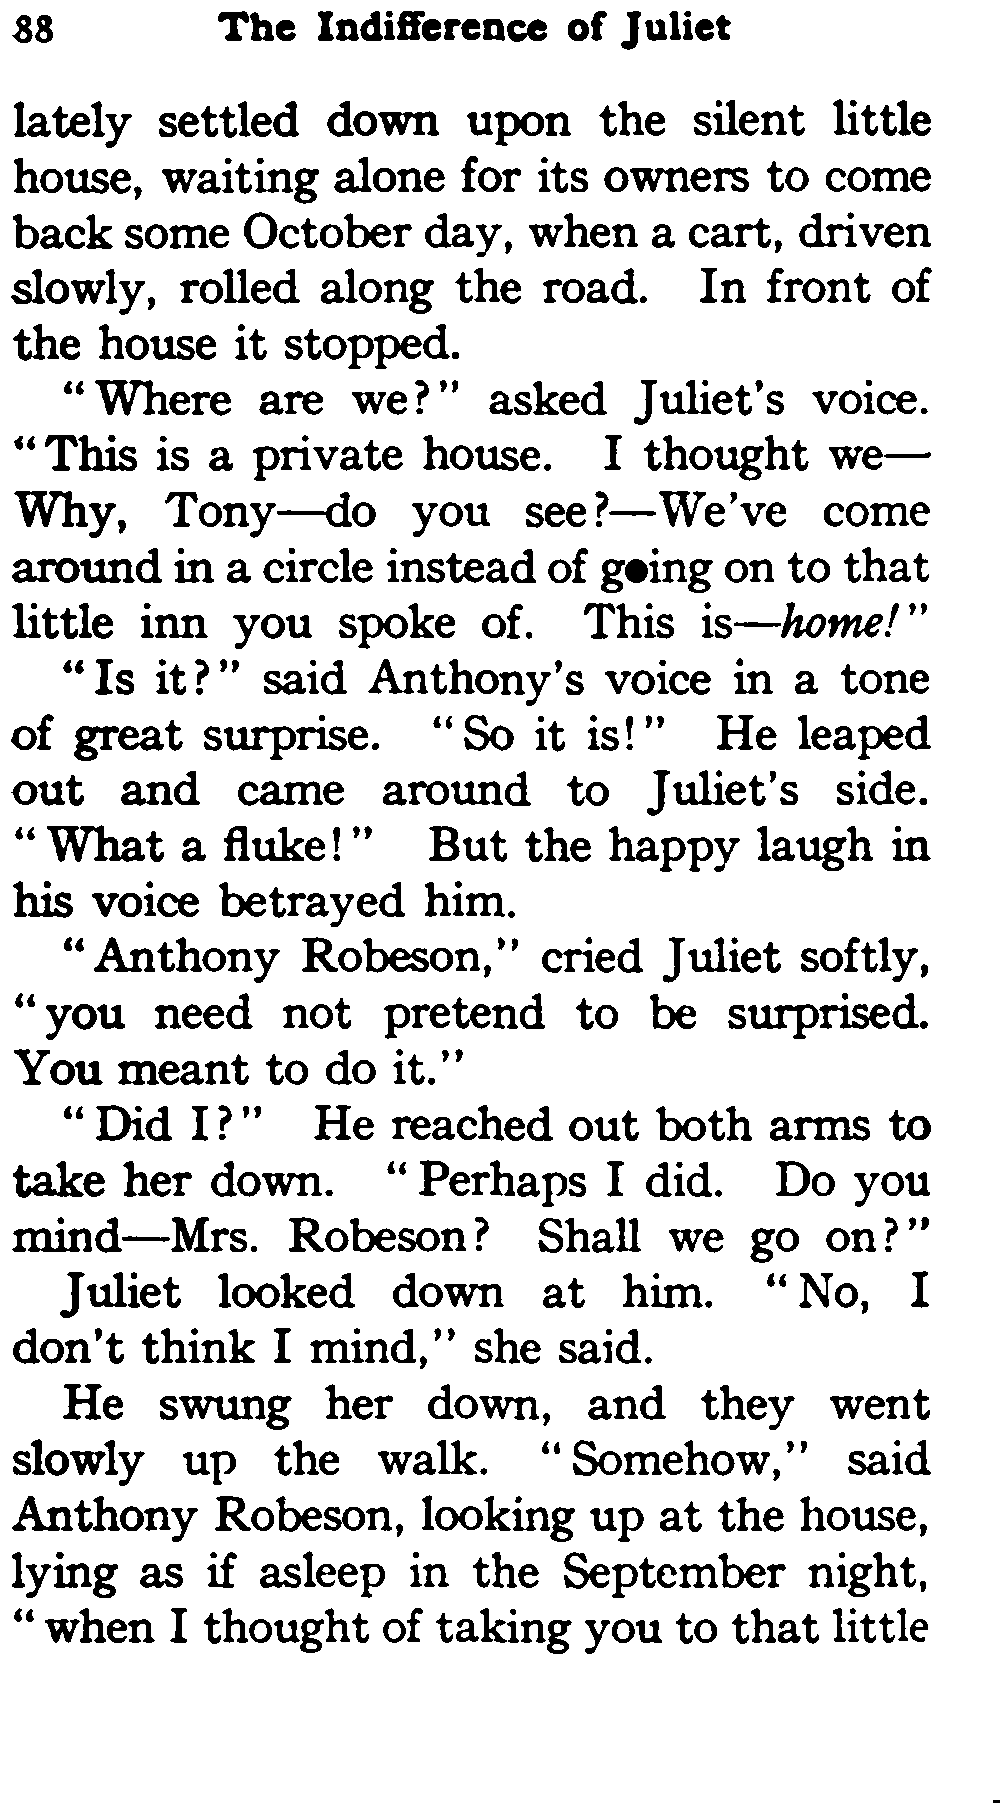 88 The Indifference of Juliet
lately settled down upon the silent little
house, waiting alone for its owners to come
back some October day, when a cart, driven
slowly, rolled along the road. In front of
the house it stopped.
"Where are we?" asked Juliet's voice.
"This is a private house. I thought we—
Why, Tony—do you see?—We've come
around in a circle instead of going on to that
little inn you spoke of. This is—home!"
"Is it?" said Anthony's voice in a tone
of great surprise. "So it is!" He leaped
out and came around to Juliet's side.
"What a fluke!" But the happy laugh in
his voice betrayed him.
"Anthony Robeson," cried Juliet softly,
"you need not pretend to be surprised.
You meant to do it."
"Did I?" He reached out both arms to
take her down. "Perhaps I did. Do you
mind—Mrs. Robeson? Shall we go on?"
Juliet looked down at him. "No, I
don't think I mind," she said.
He swung her down, and they went
slowly up the walk. "Somehow," said
Anthony Robeson, looking up at the house,
lying as if asleep in the September night,
"when I thought of taking you to that little